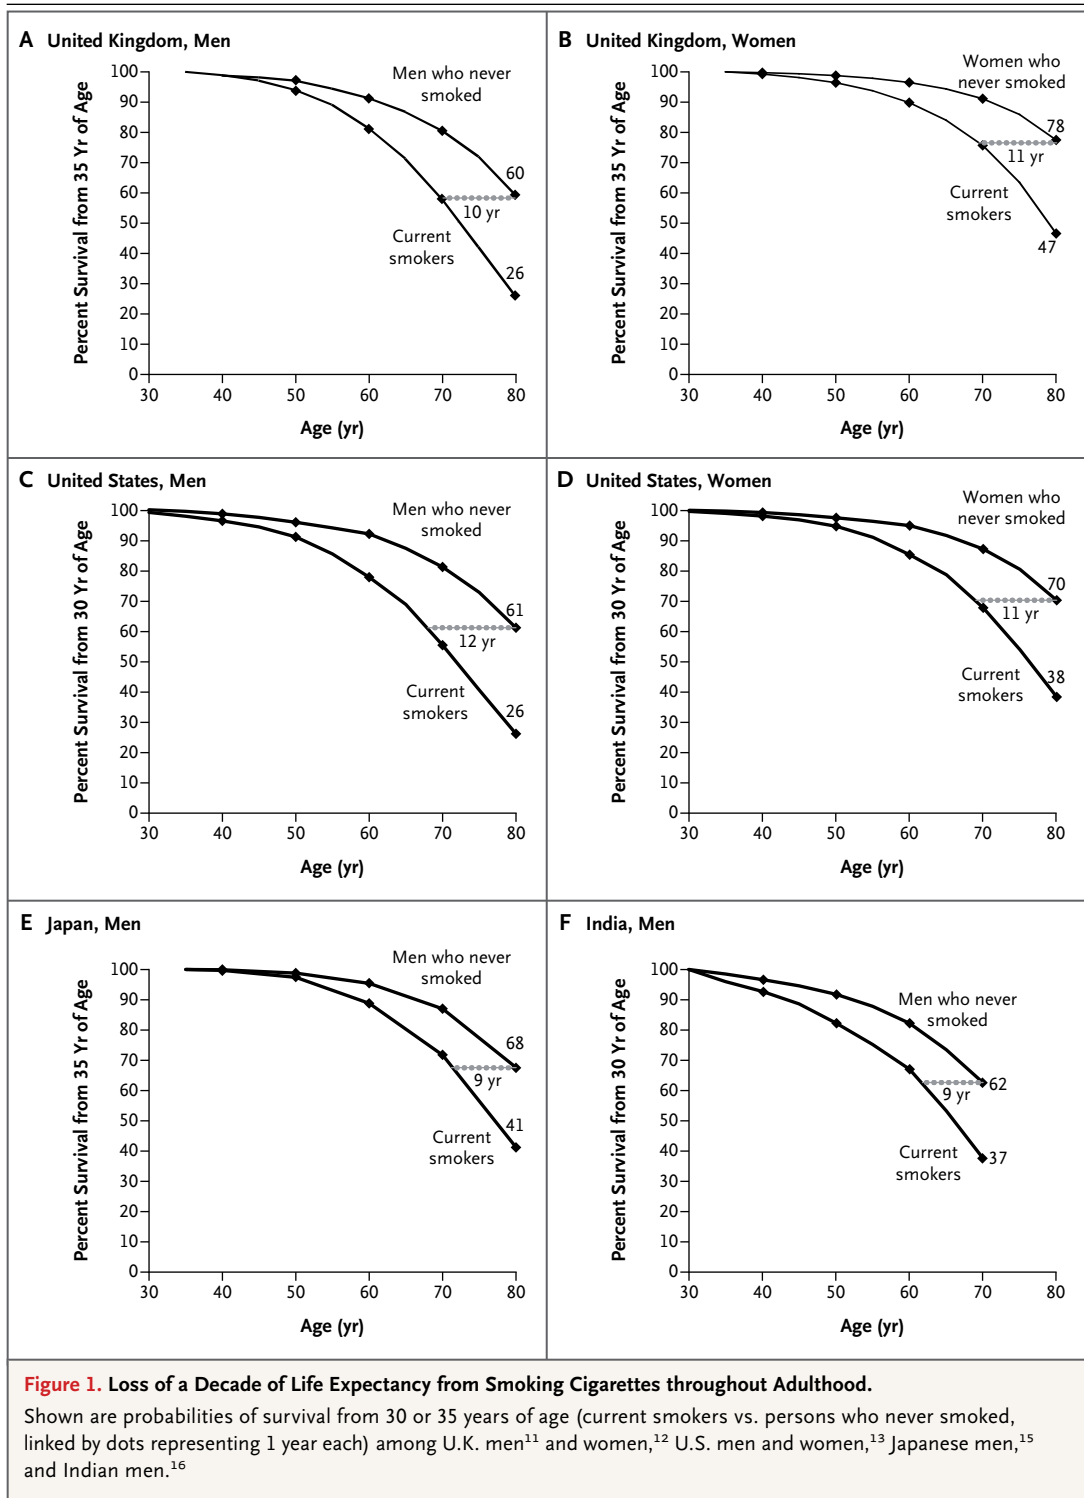 A United Kingdom, Men
Percent Survival from 35 Yr of Age
100
90
80
70
60
50
40
30
20
10
0
30 40 50 60 70 80
Age (yr)
Men who never
smoked
60
10 yr
Current
smokers
26
B United Kingdom, Women
Percent Survival from 35 Yr of Age
100
90
80
70
60
50
40
30
20
10
0
30 40 50 60 70 80
Age (yr)
Women who
never smoked
78
11 yr
Current
smokers
47
C United States, Men
Percent Survival from 30 Yr of Age
100
90
80
70
60
50
40
30
20
10
0
30 40 50 60 70 80
Age (yr)
Men who never
smoked
61
12 yr
Current
smokers
26
D United States, Women
Percent Survival from 30 Yr of Age
100
90
80
70
60
50
40
30
20
10
0
30 40 50 60 70 80
Age (yr)
Women who
never smoked
70
11 yr
Current
smokers
38
E Japan, Men
Percent Survival from 35 Yr of Age
100
90
80
70
60
50
40
30
20
10
0
30 40 50 60 70 80
Age (yr)
Men who never
smoked
68
9 yr
41
Current
smokers
F India, Men
Percent Survival from 30 Yr of Age
100
90
80
70
60
50
40
30
20
10
0
30 40 50 60 70 80
Age (yr)
Men who never
smoked
62
9 yr
Current
smokers
37
Figure 1. Loss of a Decade of Life Expectancy from Smoking Cigarettes throughout Adulthood.
Shown are probabilities of survival from 30 or 35 years of age (current smokers vs. persons who never smoked,
linked by dots representing 1 year each) among U.K. men¹¹ and women,¹² U.S. men and women,¹³ Japanese men,¹⁵
and Indian men.¹⁶